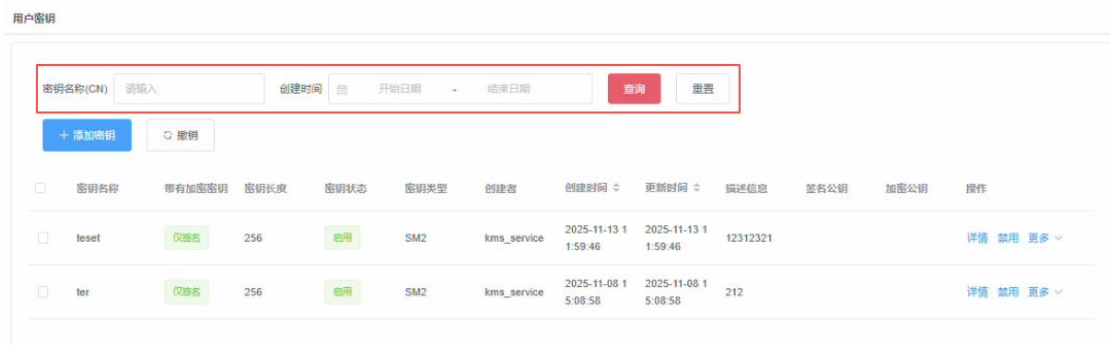 用户密钥
密钥名称(CN) 请输入 创建时间 开始日期 - 结束日期 查询 重置
+ 添加密钥 撤销
密钥名称 带有加密密钥 密钥长度 密钥状态 密钥类型 创建者 创建时间 更新时间 描述信息 签名公钥 加密公钥 操作
teset 仅签名 256 启用 SM2 kms_service 2025-11-13 1 2025-11-13 1 12312321 详情 禁用 更多
1:59:46 1:59:46
ter 仅签名 256 启用 SM2 kms_service 2025-11-08 1 2025-11-08 1 212 详情 禁用 更多
5:08:58 5:08:58